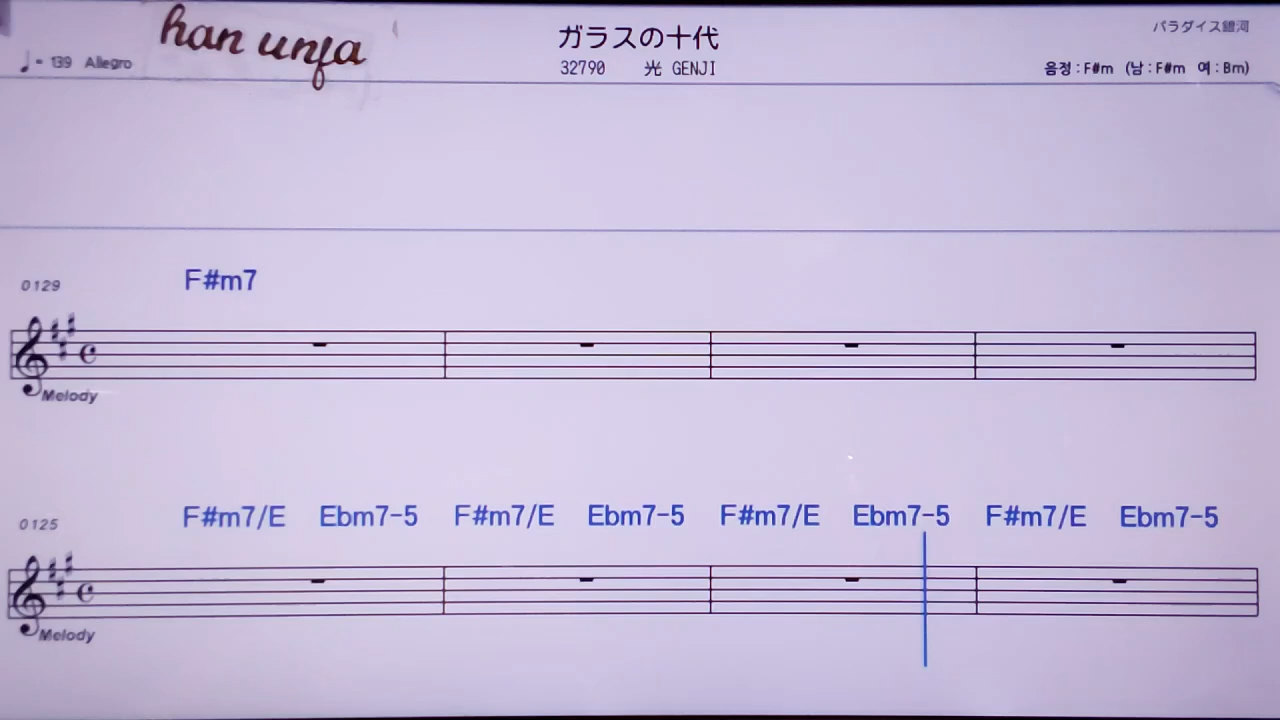 han unfa
ガラスの十代
パラダイス銀河
♩= 139 Allegro
32790 光 GENJI
음정:F#m (남:F#m 여:Bm)
0129
F#m7
Melody
0125
F#m7/E Ebm7-5 F#m7/E Ebm7-5 F#m7/E Ebm7-5 F#m7/E Ebm7-5
Melody